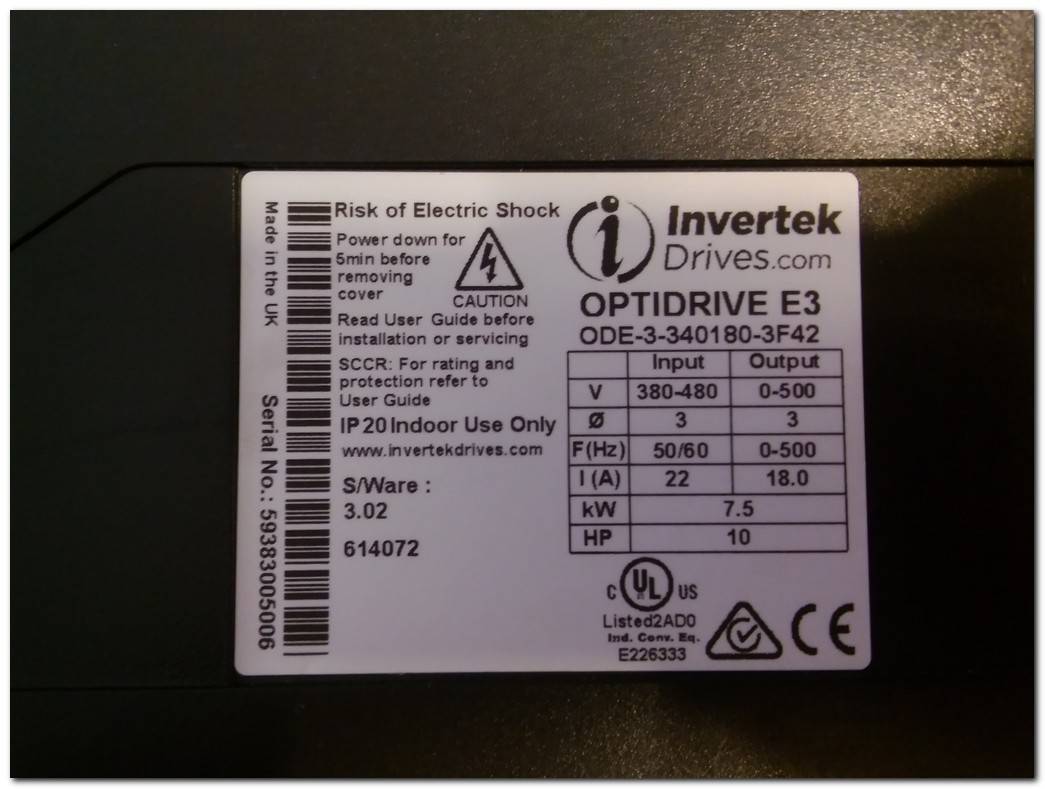 Made in the UK
Serial No.: 59383005006
Risk of Electric Shock
Power down for
5min before
removing
cover
CAUTION
Read User Guide before
installation or servicing
SCCR: For rating and
protection refer to
User Guide
IP20 Indoor Use Only
www.invertekdrives.com
S/Ware :
3.02
614072
Invertek
Drives.com
OPTIDRIVE E3
ODE-3-340180-3F42
Input Output
V 380-480 0-500
Ø 3 3
F(Hz) 50/60 0-500
I (A) 22 18.0
kW 7.5
HP 10
C UL US
Listed2AD0
Ind. Conv. Eq.
E226333
CE